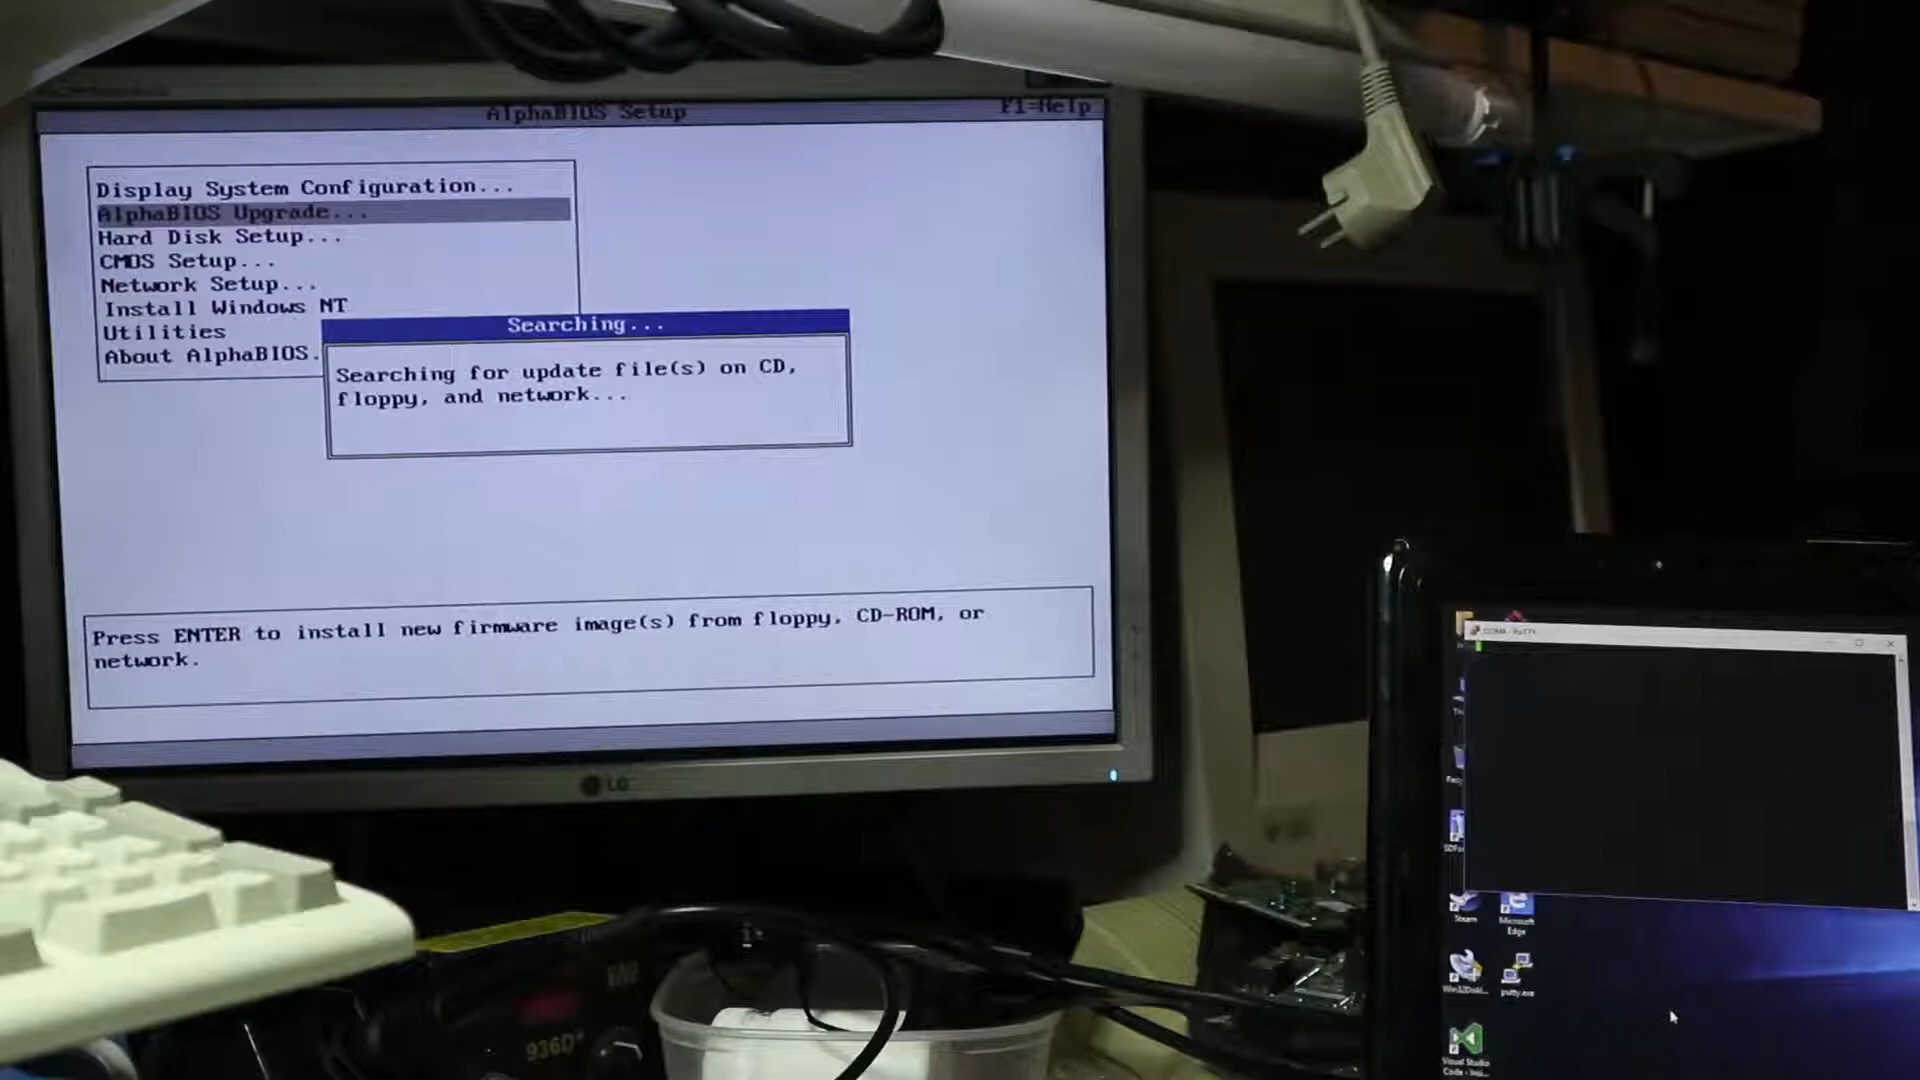 AlphaBIOS Setup
F1=Help
Display System Configuration...
AlphaBIOS Upgrade...
Hard Disk Setup...
CMOS Setup...
Network Setup...
Install Windows NT
Utilities
About AlphaBIOS.
Searching...
Searching for update file(s) on CD,
floppy, and network...
Press ENTER to install new firmware image(s) from floppy, CD-ROM, or
network.
LG
Steam
Microsoft
Edge
putty.exe
Visual Studio
936D+